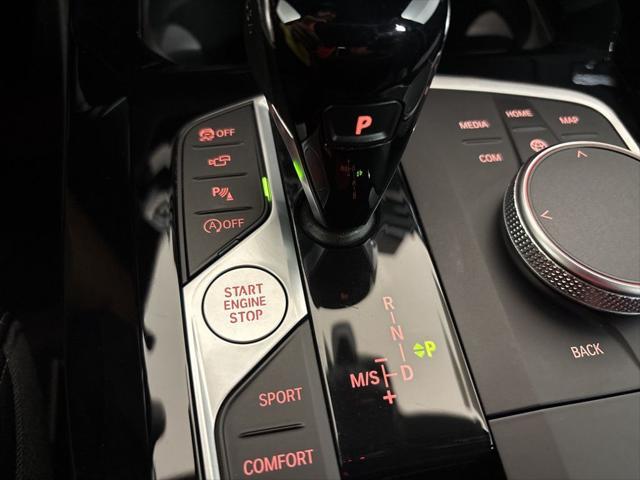 OFF
P
A OFF
START
ENGINE
STOP
SPORT
COMFORT
P
R
N
M/S
D
+
P
MEDIA
HOME
MAP
COM
BACK